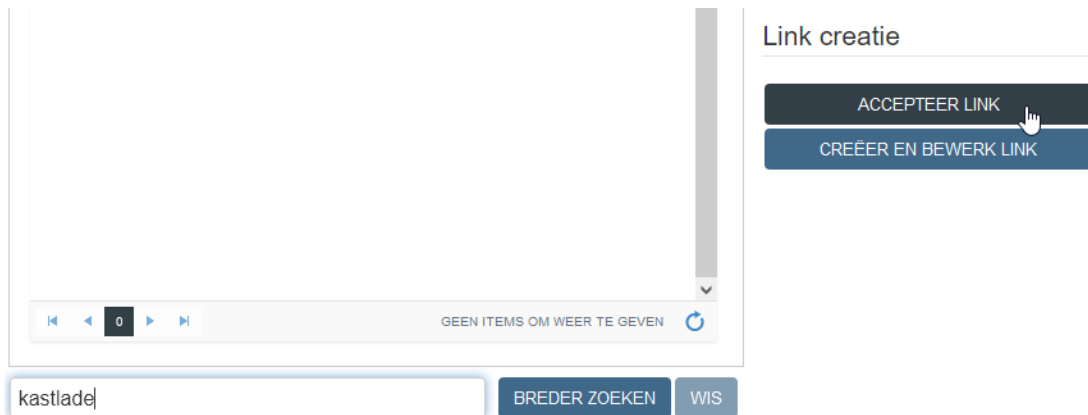 Link creatie
ACCEPTEER LINK
CREËER EN BEWERK LINK
0
GEEN ITEMS OM WEER TE GEVEN
kastlade
BREDER ZOEKEN
WIS